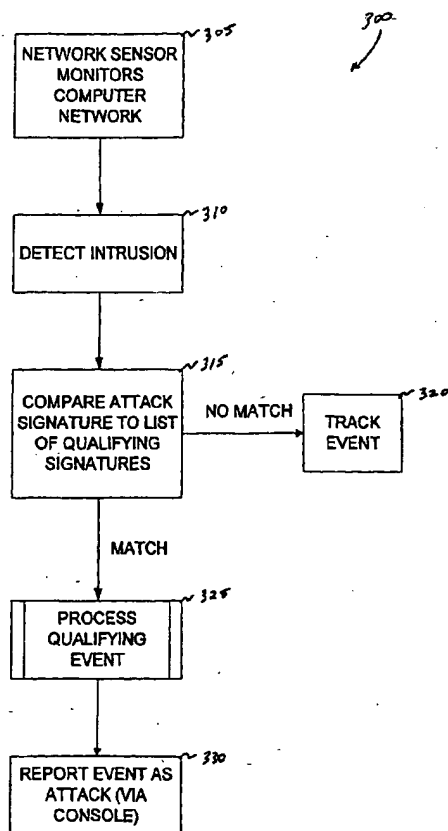 305
300
NETWORK SENSOR
MONITORS
COMPUTER
NETWORK
310
DETECT INTRUSION
315
COMPARE ATTACK
SIGNATURE TO LIST
OF QUALIFYING
SIGNATURES
NO MATCH
320
TRACK
EVENT
MATCH
325
PROCESS
QUALIFYING
EVENT
330
REPORT EVENT AS
ATTACK (VIA
CONSOLE)